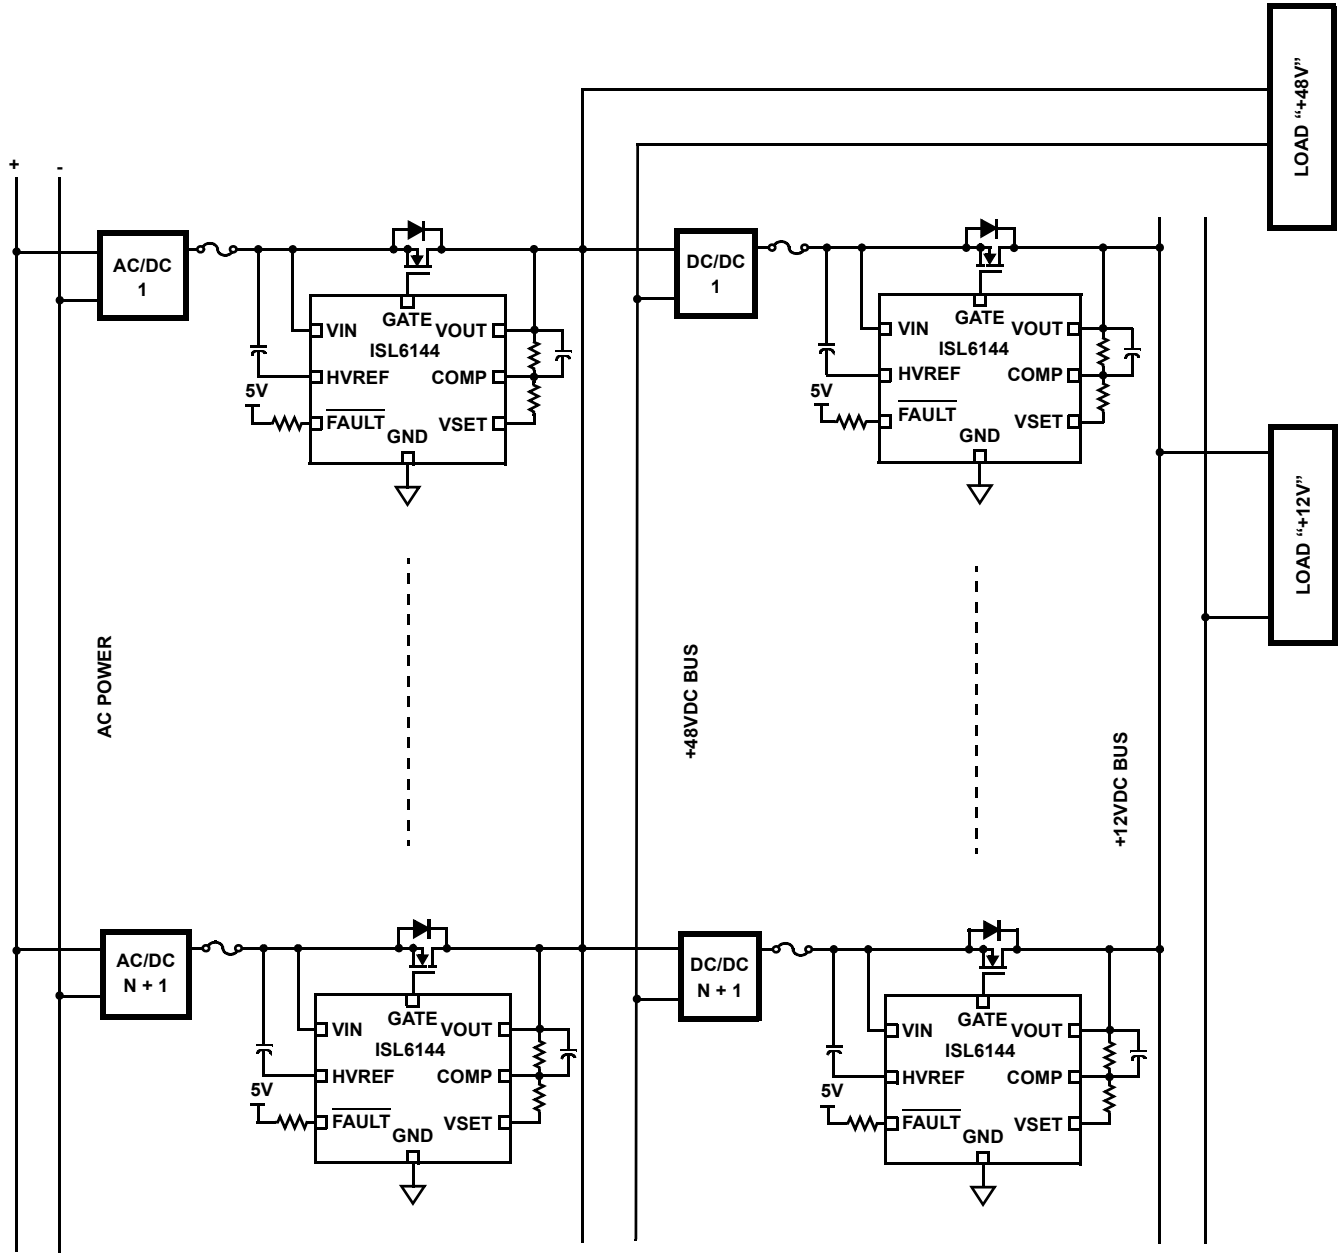 LOAD “+48V”
+ -
AC/DC
1
GATE
VIN
VOUT
ISL6144
HVREF
COMP
5V
FAULT
VSET
GND
DC/DC
1
GATE
VIN
VOUT
ISL6144
HVREF
COMP
5V
FAULT
VSET
GND
LOAD “+12V”
AC POWER
+48VDC BUS
+12VDC BUS
AC/DC
N + 1
GATE
VIN
VOUT
ISL6144
HVREF
COMP
5V
FAULT
VSET
GND
DC/DC
N + 1
GATE
VIN
VOUT
ISL6144
HVREF
COMP
5V
FAULT
VSET
GND